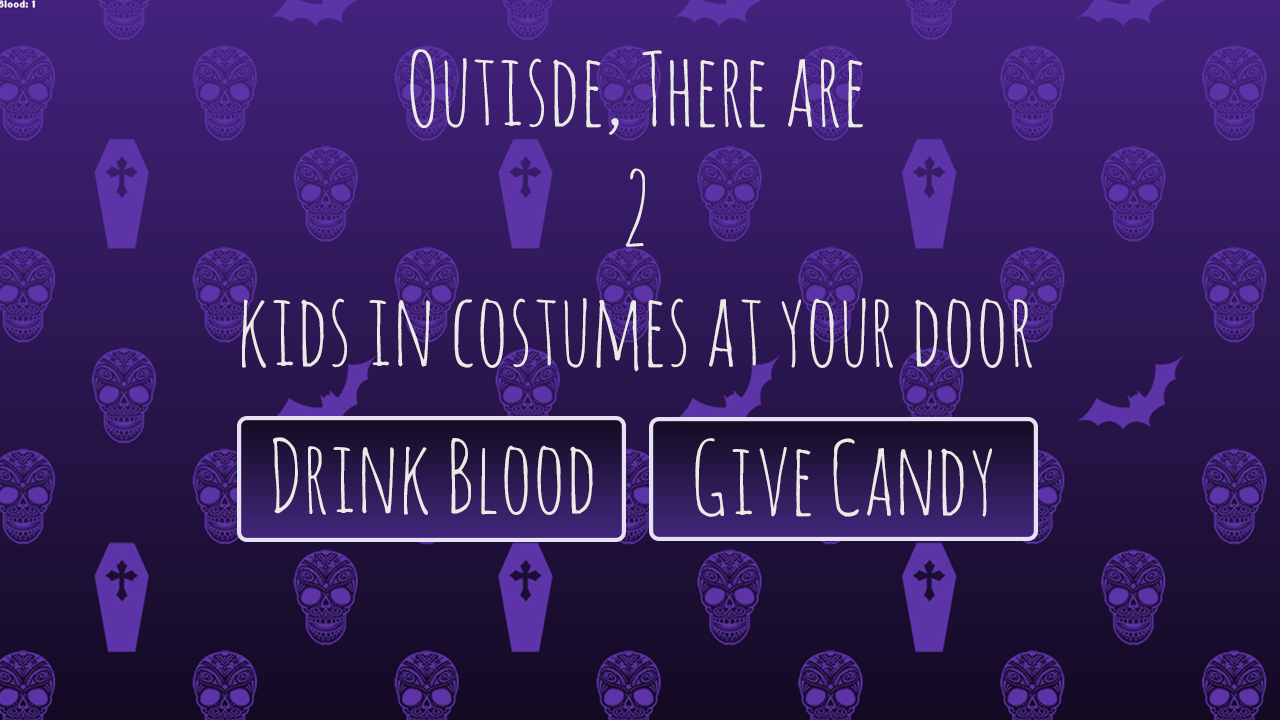 Blood: 1
Outisde, There are
2
kids in costumes at your door
Drink Blood
Give Candy